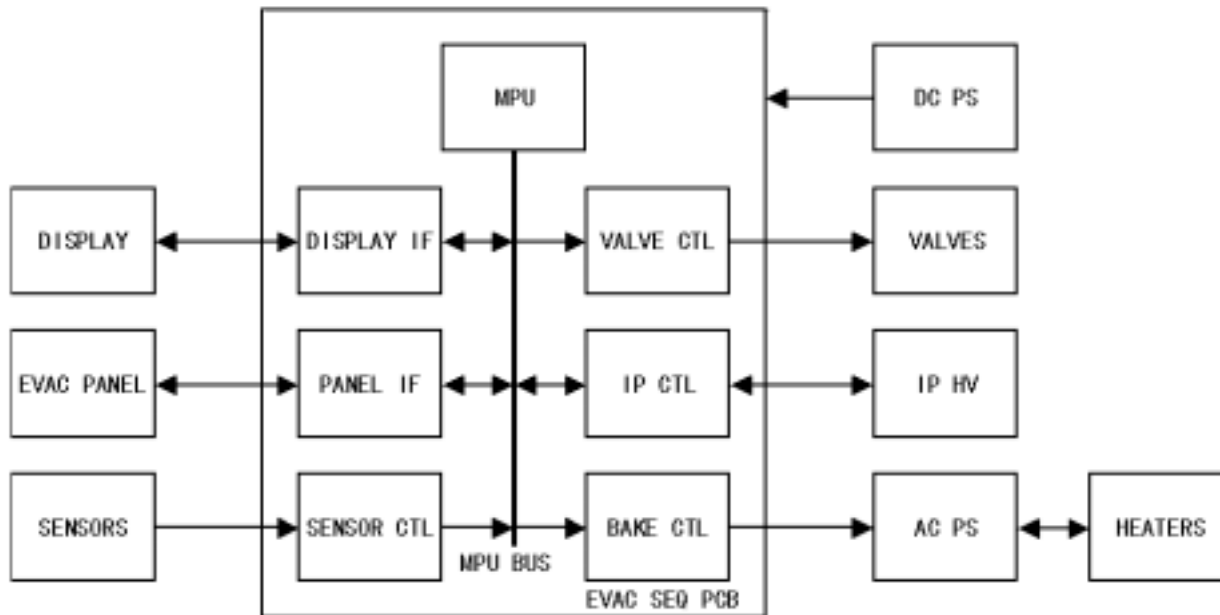 MPU
DC PS
DISPLAY
DISPLAY IF
VALVE CTL
VALVES
EVAC PANEL
PANEL IF
IP CTL
IP HV
SENSORS
SENSOR CTL
BAKE CTL
AC PS
HEATERS
MPU BUS
EVAC SEQ PCB